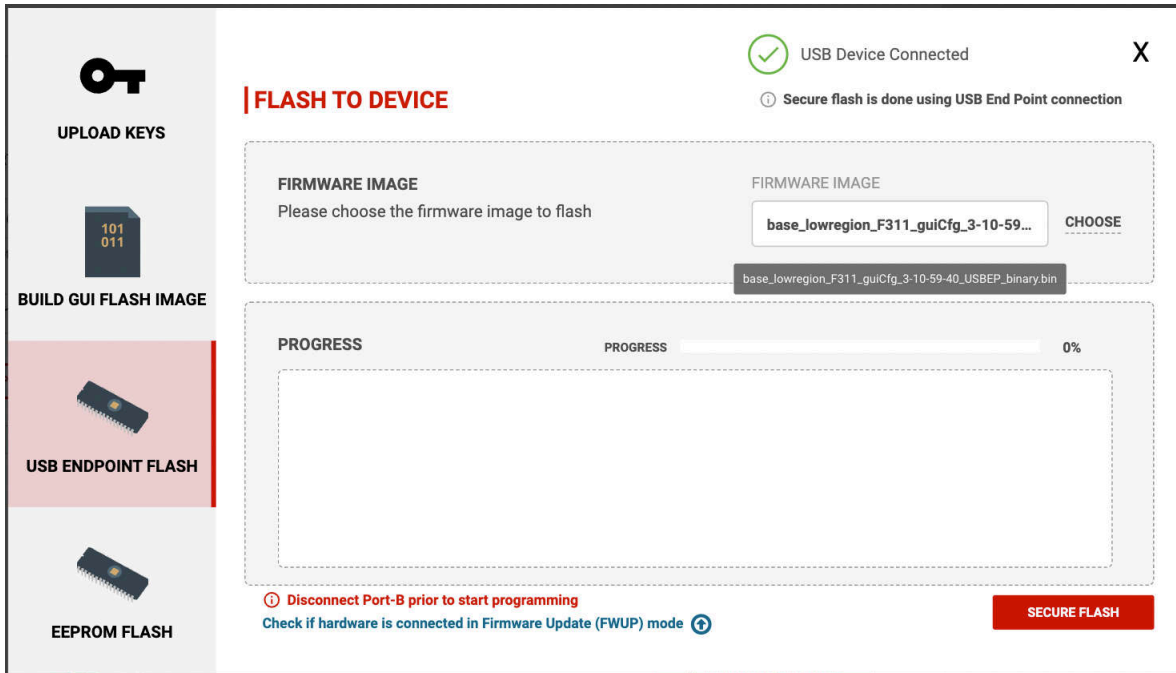 UPLOAD KEYS
101
011
BUILD GUI FLASH IMAGE
USB ENDPOINT FLASH
EEPROM FLASH
USB Device Connected
X
FLASH TO DEVICE
Secure flash is done using USB End Point connection
FIRMWARE IMAGE
Please choose the firmware image to flash
FIRMWARE IMAGE
base_lowregion_F311_guiCfg_3-10-59...
CHOOSE
base_lowregion_F311_guiCfg_3-10-59-40_USBEP_binary.bin
PROGRESS
PROGRESS
0%
Disconnect Port-B prior to start programming
Check if hardware is connected in Firmware Update (FWUP) mode
SECURE FLASH